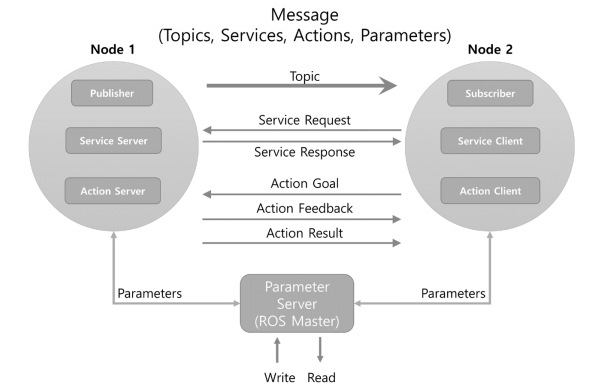 Message
(Topics, Services, Actions, Parameters)
Node 1
Node 2
Topic
Publisher
Subscriber
Service Request
Service Server
Service Client
Service Response
Action Goal
Action Server
Action Client
Action Feedback
Action Result
Parameters
Parameter
Server
(ROS Master)
Parameters
Write
Read